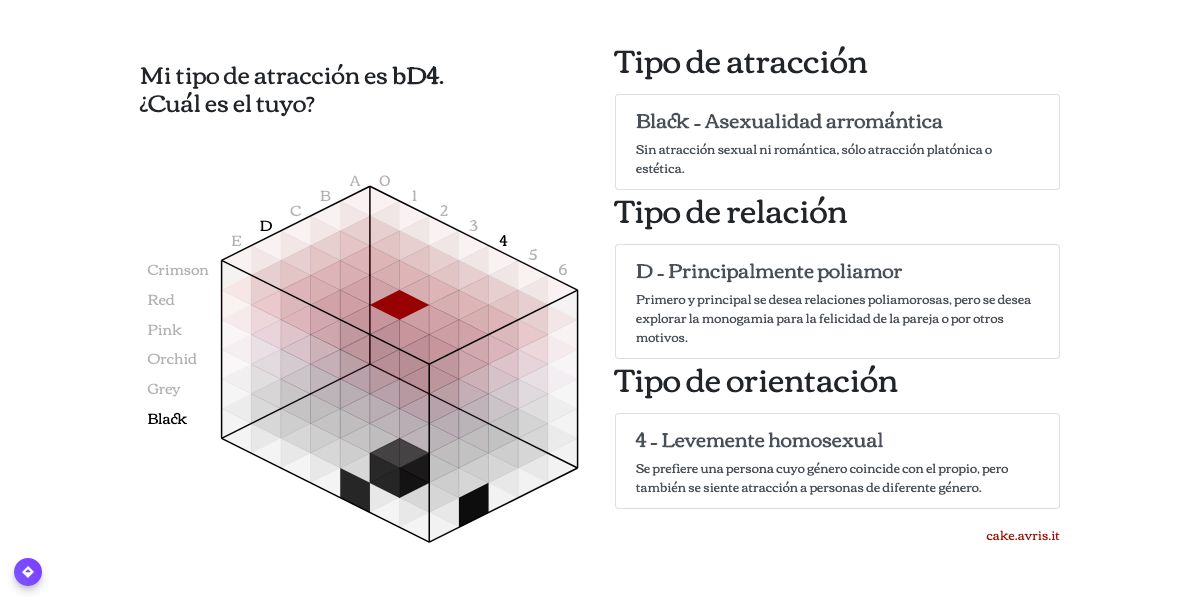 Mi tipo de atracción es bD4.
¿Cuál es el tuyo?
A
B
C
D
E
0
1
2
3
4
5
6
Crimson
Red
Pink
Orchid
Grey
Black
Tipo de atracción
Black - Asexualidad arromántica
Sin atracción sexual ni romántica, sólo atracción platónica o
estética.
Tipo de relación
D - Principalmente poliamor
Primero y principal se desea relaciones poliamorosas, pero se desea
explorar la monogamia para la felicidad de la pareja o por otros
motivos.
Tipo de orientación
4 - Levemente homosexual
Se prefiere una persona cuyo género coincide con el propio, pero
también se siente atracción a personas de diferente género.
cake.avris.it